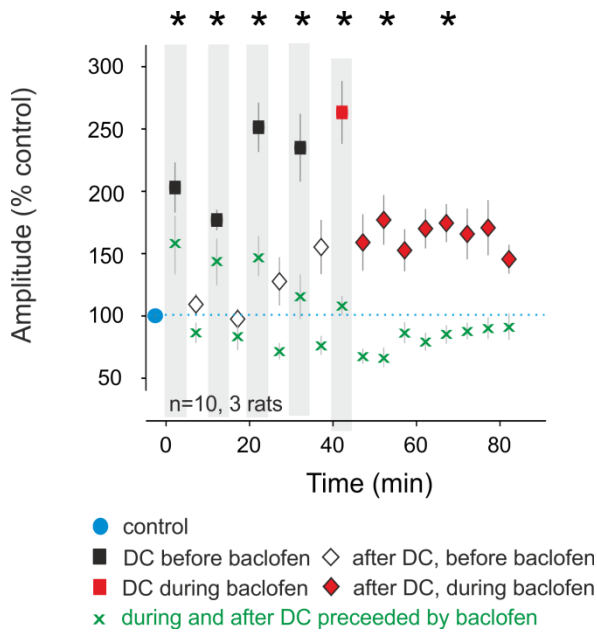 * * * * * * *
300
250
200
150
100
50
Amplitude (% control)
n=10, 3 rats
0 20 40 60 80
Time (min)
control
DC before baclofen after DC, before baclofen
DC during baclofen after DC, during baclofen
during and after DC preceeded by baclofen